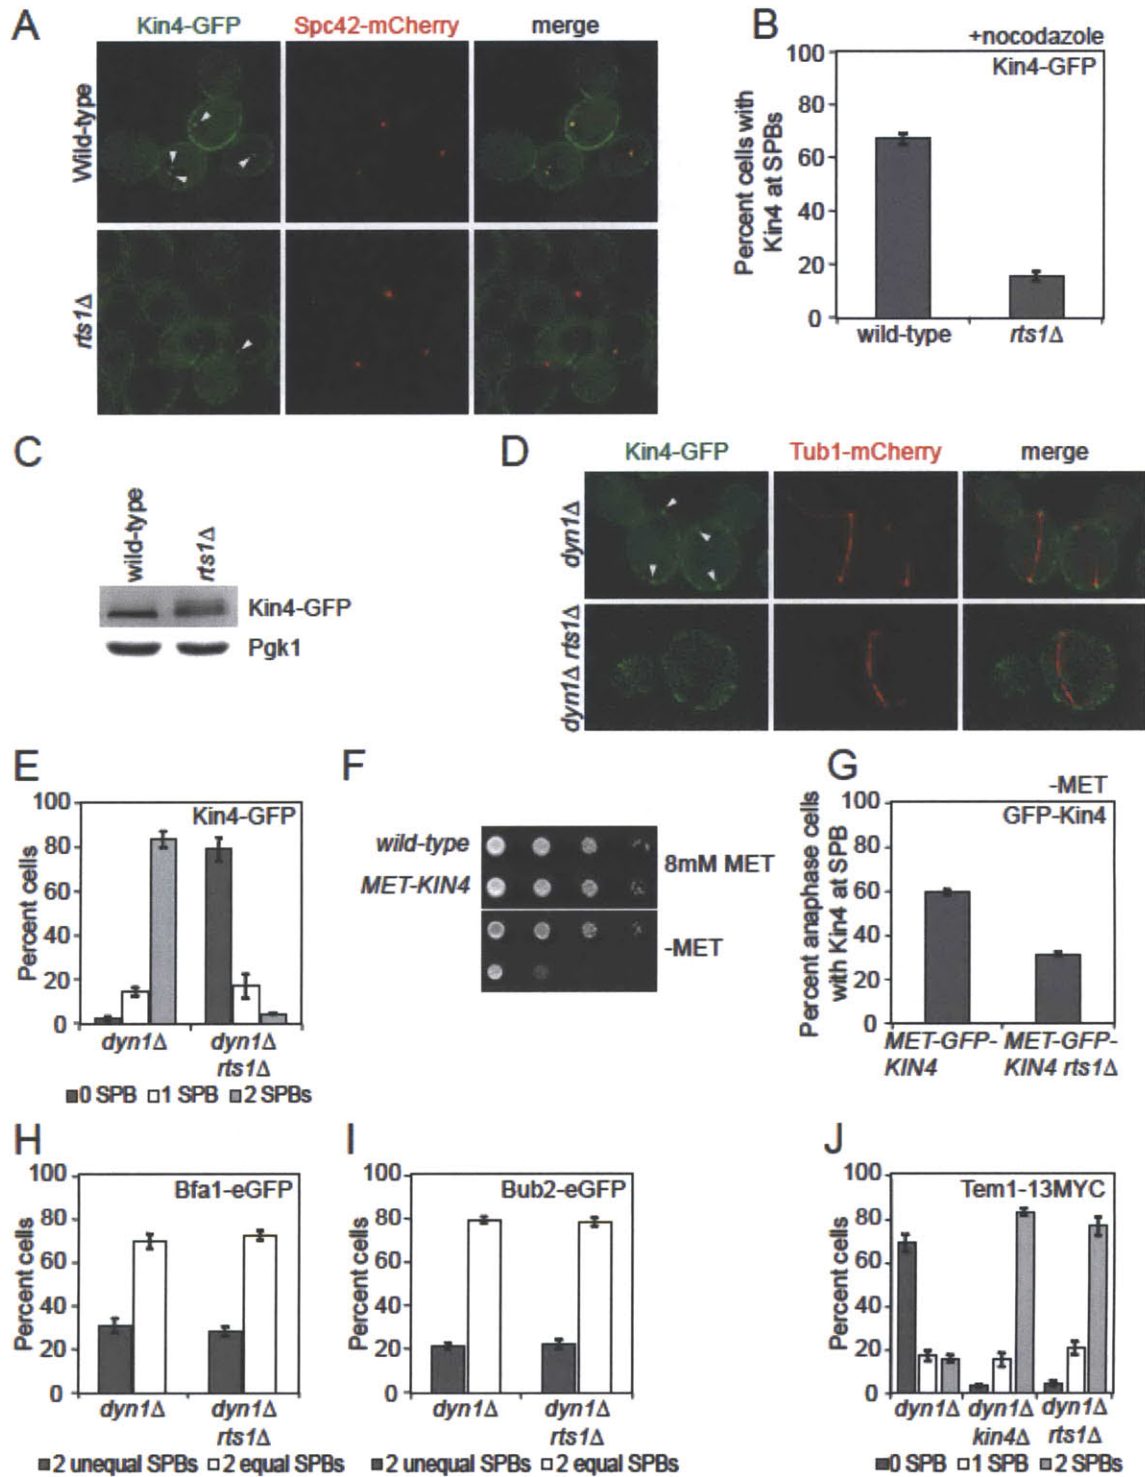 A
Kin4-GFP Spc42-mCherry merge
Wild-type
rts1Δ
B
+nocodazole
Kin4-GFP
Percent cells with
Kin4 at SPBs
100
80
60
40
20
0
wild-type rts1Δ
C
wild-type
rts1Δ
Kin4-GFP
Pgk1
D
Kin4-GFP Tub1-mCherry merge
dyn1Δ
dyn1Δ rts1Δ
E
Kin4-GFP
Percent cells
100
80
60
40
20
0
dyn1Δ dyn1Δ
rts1Δ
0 SPB 1 SPB 2 SPBs
F
wild-type
MET-KIN4
8mM MET
-MET
G
-MET
GFP-Kin4
Percent anaphase cells
with Kin4 at SPB
100
80
60
40
20
0
MET-GFP- MET-GFP-
KIN4 KIN4 rts1Δ
H
Bfa1-eGFP
Percent cells
100
80
60
40
20
0
dyn1Δ dyn1Δ
rts1Δ
2 unequal SPBs 2 equal SPBs
I
Bub2-eGFP
Percent cells
100
80
60
40
20
0
dyn1Δ dyn1Δ
rts1Δ
2 unequal SPBs 2 equal SPBs
J
Tem1-13MYC
Percent cells
100
80
60
40
20
0
dyn1Δ dyn1Δ dyn1Δ
kin4Δ rts1Δ
0 SPB 1 SPB 2 SPBs